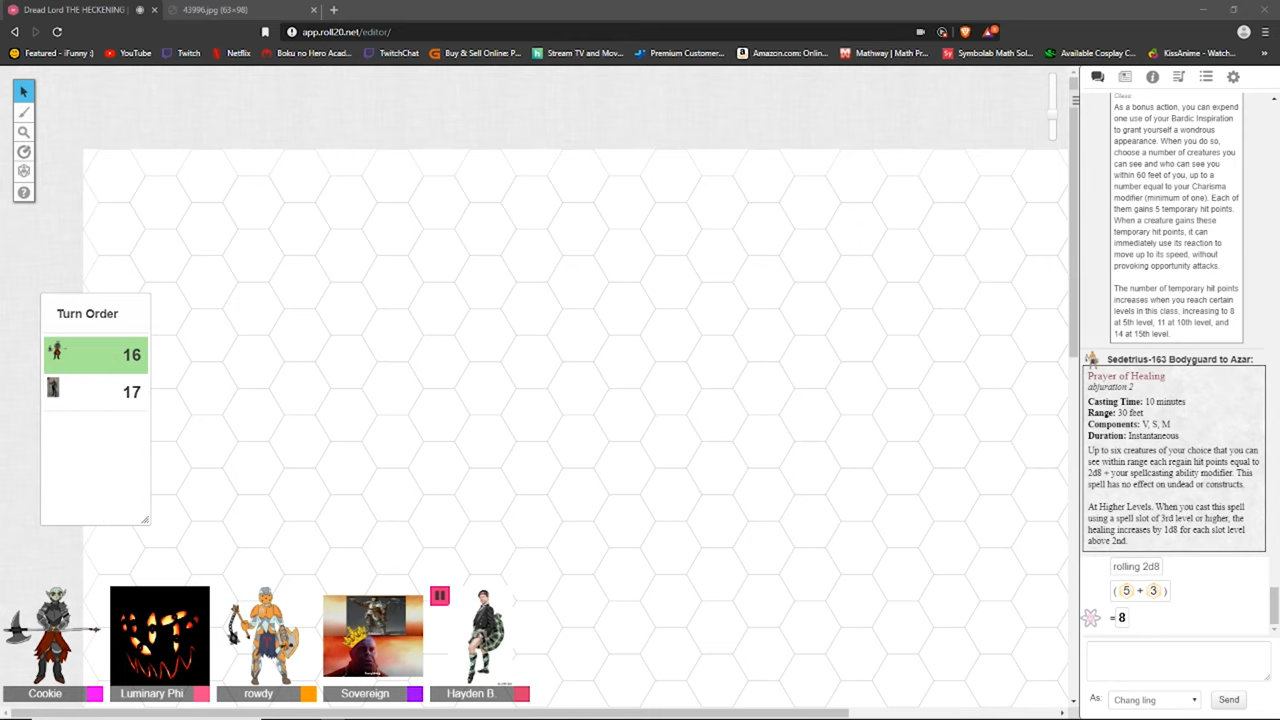 Dread Lord THE HECKENING
43996.jpg (63×98)
app.roll20.net/editor/
Featured - iFunny :)
YouTube
Twitch
Netflix
Boku no Hero Acade...
TwitchChat
Buy & Sell Online: P...
Stream TV and Mov...
Premium Customer...
Amazon.com: Onlin...
Mathway | Math Pr...
Symbolab Math Sol...
Available Cosplay C...
KissAnime - Watch...
Class:
As a bonus action, you can expend
one use of your Bardic Inspiration
to grant yourself a wondrous
appearance. When you do so,
choose a number of creatures you
can see and who can see you
within 60 feet of you, up to a
number equal to your Charisma
modifier (minimum of one). Each of
them gains 5 temporary hit points.
When a creature gains these
temporary hit points, it can
immediately use its reaction to
move up to its speed, without
provoking opportunity attacks.
The number of temporary hit points
increases when you reach certain
levels in this class, increasing to 8
at 5th level, 11 at 10th level, and
14 at 15th level.
Sedetrius-163 Bodyguard to Azar:
Prayer of Healing
abjuration 2
Casting Time: 10 minutes
Range: 30 feet
Components: V, S, M
Duration: Instantaneous
Up to six creatures of your choice that you can
see within range each regain hit points equal to
2d8 + your spellcasting ability modifier. This
spell has no effect on undead or constructs.
At Higher Levels. When you cast this spell
using a spell slot of 3rd level or higher, the
healing increases by 1d8 for each slot level
above 2nd.
rolling 2d8
(5 + 3)
= 8
As: Chang ling
Send
Turn Order
16
17
Cookie
Luminary Phi
rowdy
Sovereign
Hayden B.